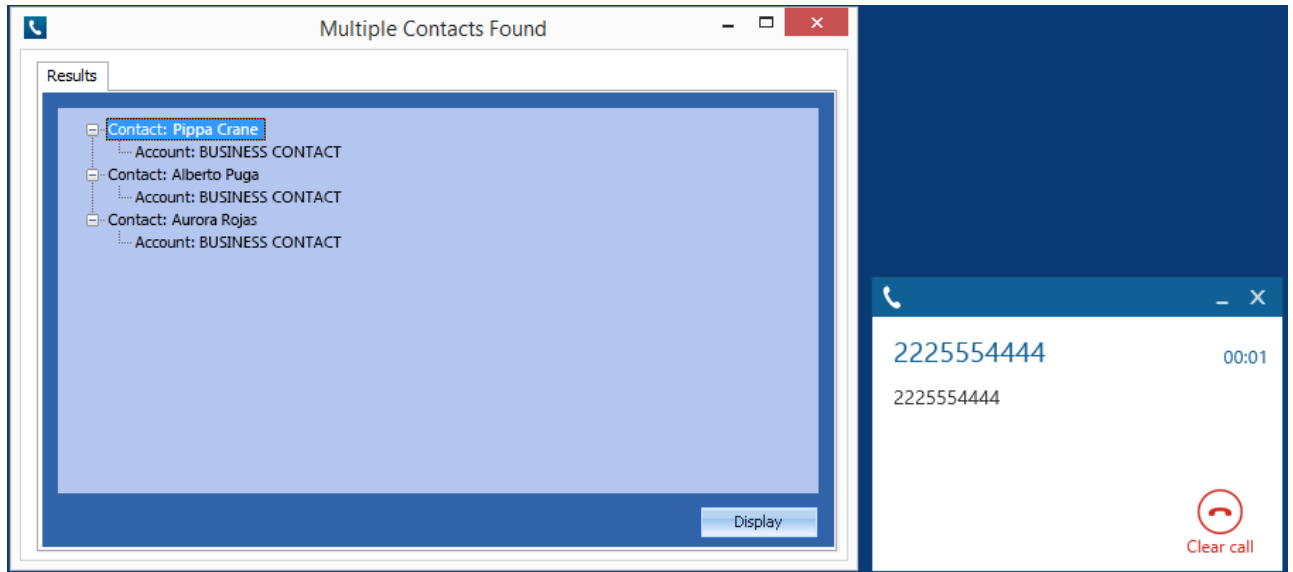 Multiple Contacts Found
Results
Contact: Pippa Crane
Account: BUSINESS CONTACT
Contact: Alberto Puga
Account: BUSINESS CONTACT
Contact: Aurora Rojas
Account: BUSINESS CONTACT
Display
2225554444 00:01
2225554444
Clear call